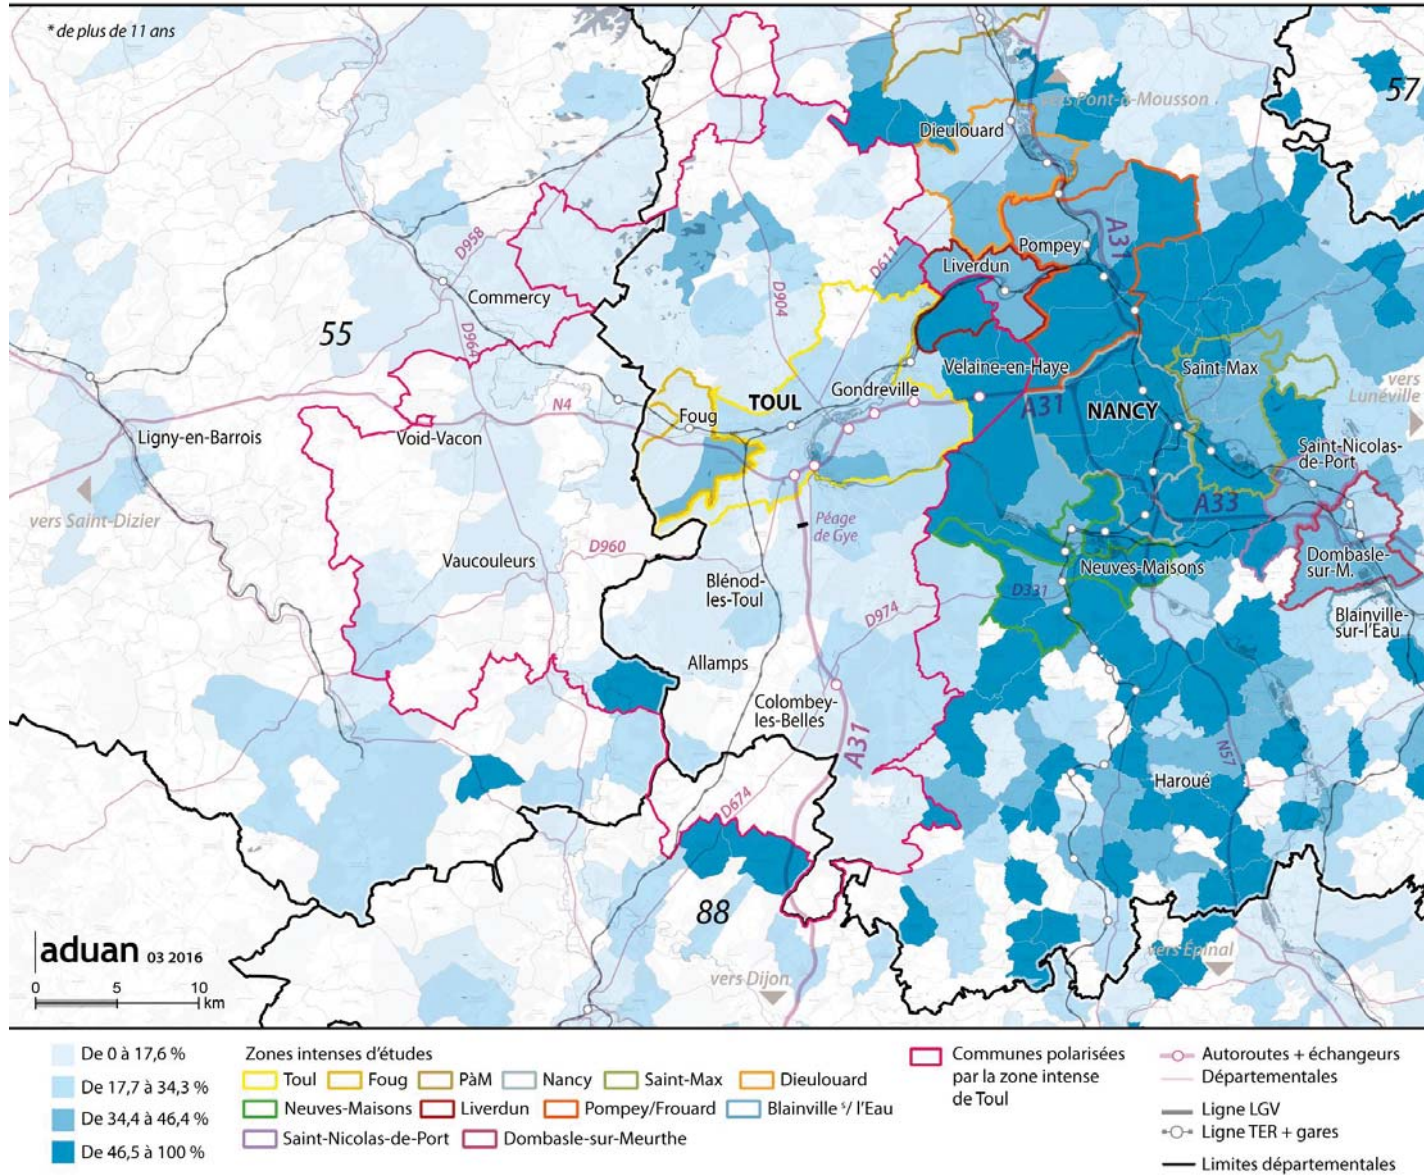 * de plus de 11 ans
57
vers Pont-à-Mousson
Dieulouard
A31
D958
Pompey
Liverdun
D611
D904
Commercy
55
D964
Velaine-en-Haye
Saint-Max
vers
Lunéville
Gondreville
TOUL
A31
NANCY
N4
Foug
Ligny-en-Barrois
Void-Vacon
Saint-Nicolas-
de-Port
A33
vers Saint-Dizier
Péage
de Gye
D960
Vaucouleurs
Dombasle-
sur-M.
Neuves-Maisons
Blénod-
les-Toul
D331
D974
Blainville-
sur-l'Eau
Allamps
Colombey-
les-Belles
A31
N57
Haroué
D674
88
aduan 03 2016
vers Epinal
vers Dijon
0 5 10 km
De 0 à 17,6 %
De 17,7 à 34,3 %
De 34,4 à 46,4 %
De 46,5 à 100 %
Zones intenses d'études
Toul Foug PàM Nancy Saint-Max Dieulouard
Neuves-Maisons Liverdun Pompey/Frouard Blainville s/ l'Eau
Saint-Nicolas-de-Port Dombasle-sur-Meurthe
Communes polarisées
par la zone intense
de Toul
Autoroutes + échangeurs
Départementales
Ligne LGV
Ligne TER + gares
Limites départementales